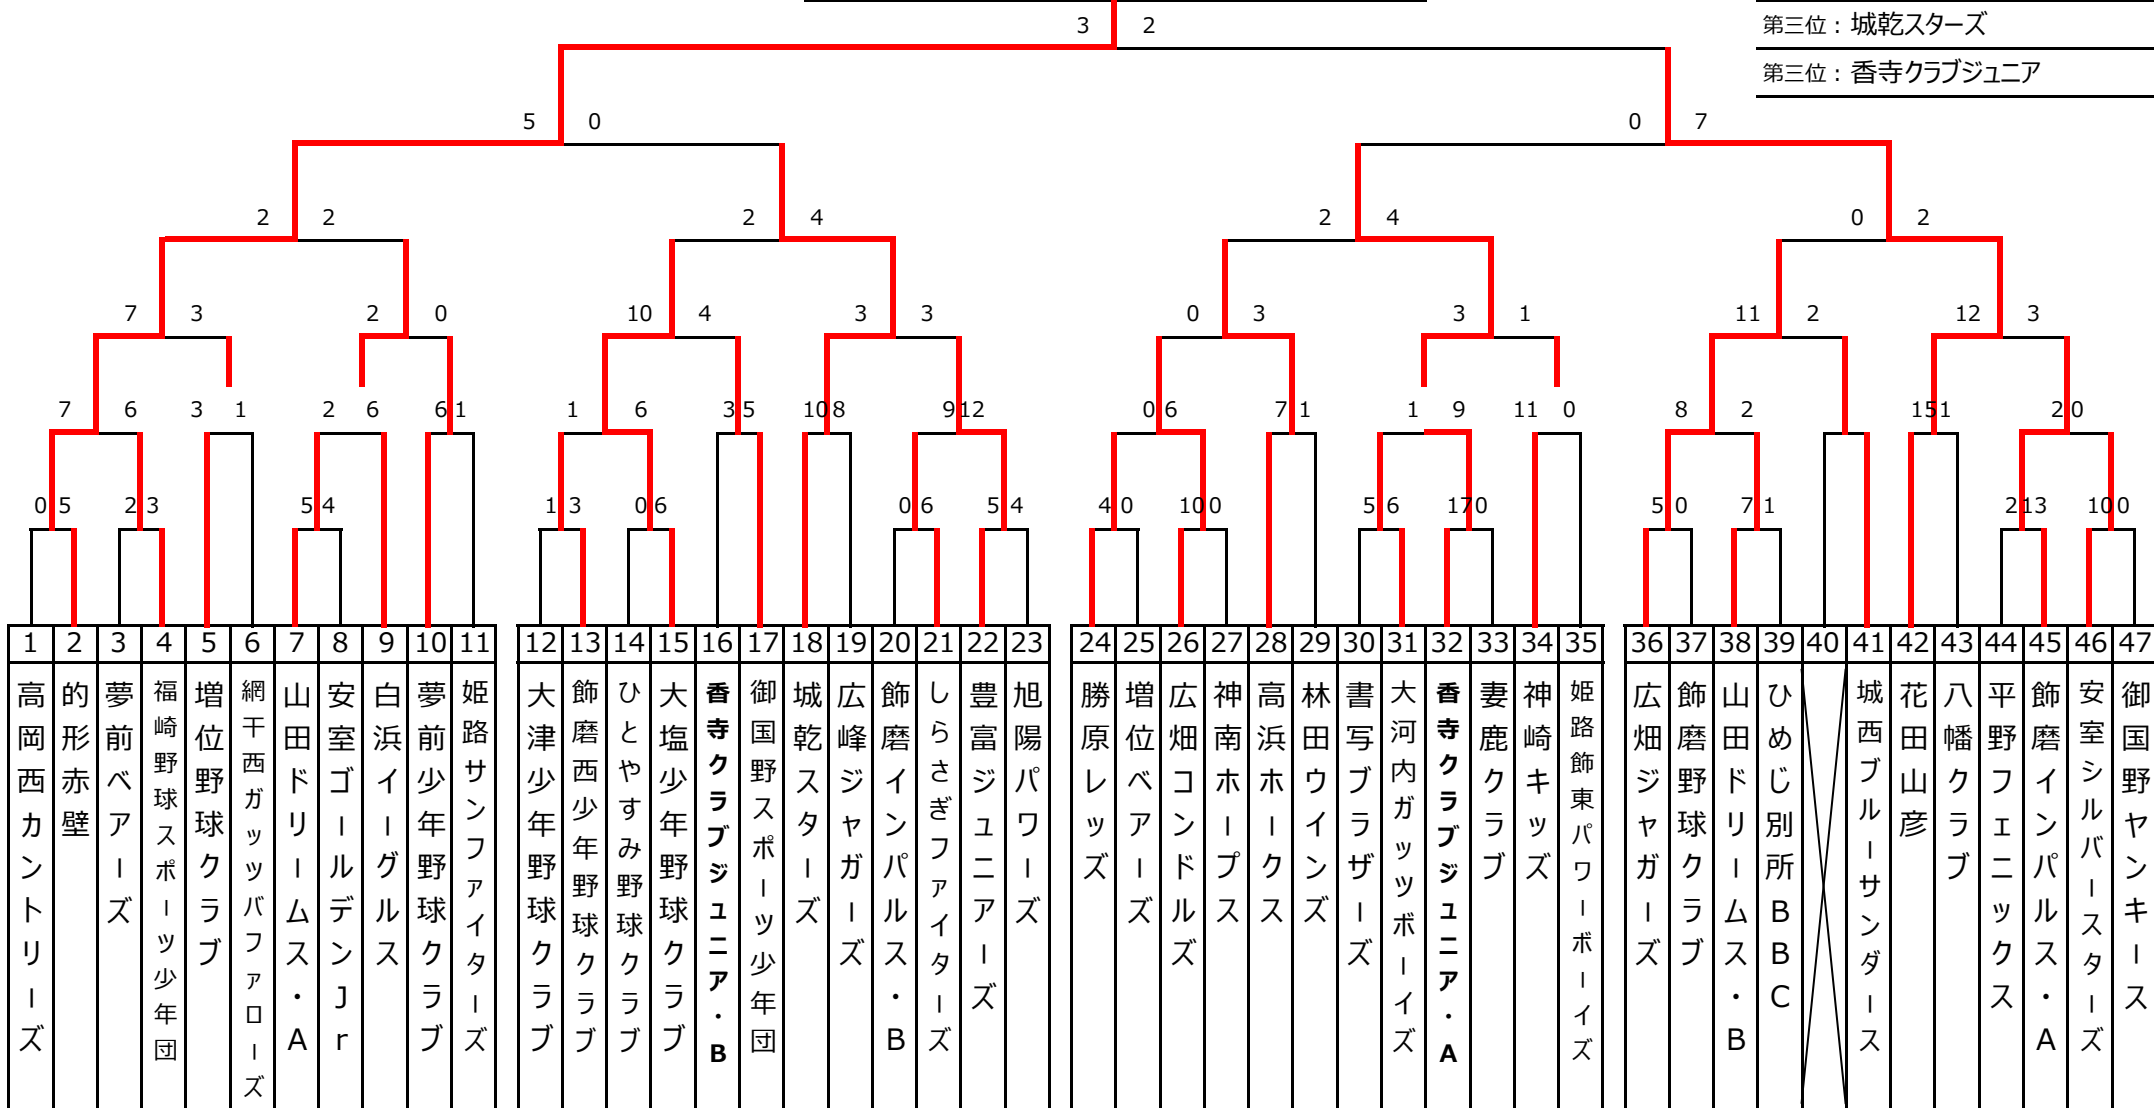 3 2
第三位：城乾スターズ
第三位：香寺クラブジュニア
5 0 0 7
2 2 2 4 2 4 0 2
7 3 2 0 10 4 3 3 0 3 3 1 11 2 12 3
7 6 3 1 2 6 6 1 1 6 3 5 10 8 9 12 0 6 7 1 1 9 11 0 8 2 15 1 2 0
0 5 2 3 5 4 1 3 0 6 0 6 5 4 4 0 10 0 5 6 17 0 5 0 7 1 2 13 10 0
1 2 3 4 5 6 7 8 9 10 11 12 13 14 15 16 17 18 19 20 21 22 23 24 25 26 27 28 29 30 31 32 33 34 35 36 37 38 39 40 41 42 43 44 45 46 47
高岡西カントリーズ
的形赤壁
夢前ベアーズ
福崎野球スポーツ少年団
増位野球クラブ
網干西ガッツバファローズ
山田ドリームス・A
安室ゴールデンJr
白浜イーグルス
夢前少年野球クラブ
姫路サンファイターズ
大津少年野球クラブ
飾磨西少年野球クラブ
ひとやすみ野球クラブ
大塩少年野球クラブ
香寺クラブジュニア・B
御国野スポーツ少年団
城乾スターズ
広峰ジャガーズ
飾磨インパルス・B
しらさぎファイターズ
豊富ジュニアーズ
旭陽パワーズ
勝原レッズ
増位ベアーズ
広畑コンドルズ
神南ホープス
高浜ホークス
林田ウインズ
書写ブラザーズ
大河内ガッツボーイズ
香寺クラブジュニア・A
妻鹿クラブ
神崎キッズ
姫路飾東パワーボーイズ
広畑ジャガーズ
飾磨野球クラブ
山田ドリームス・B
ひめじ別所BBC
城西ブルーサンダース
花田山彦
八幡クラブ
平野フェニックス
飾磨インパルス・A
安室シルバースターズ
御国野ヤンキース